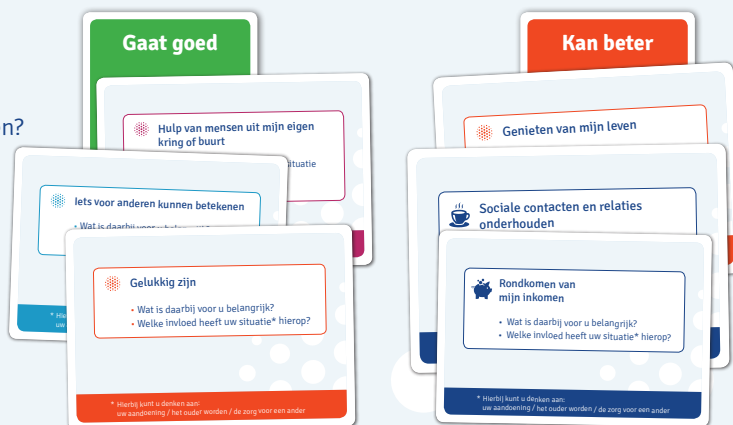 Gaat goed
Hulp van mensen uit mijn eigen
kring of buurt
situatie
en?
Iets voor anderen kunnen betekenen
• Wat is daarbij voor u
* Hier
uw
Gelukkig zijn
• Wat is daarbij voor u belangrijk?
• Welke invloed heeft uw situatie* hierop?
* Hierbij kunt u denken aan:
uw aandoening / het ouder worden / de zorg voor een ander
Kan beter
Genieten van mijn leven
Sociale contacten en relaties
onderhouden
Rondkomen van
mijn inkomen
• Wat is daarbij voor u belangrijk?
• Welke invloed heeft uw situatie* hierop?
* Hierbij kunt u denken aan:
uw aandoening / het ouder worden / de zorg voor een ander